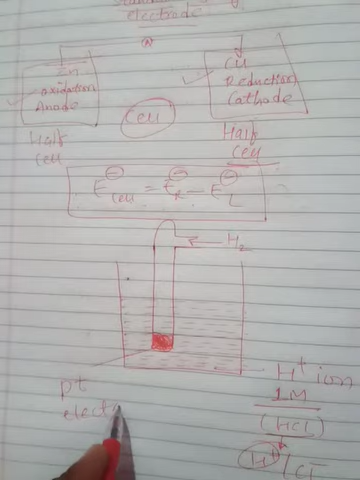 electrode
Zn
oxidation
Anode
Cu
Reduction
Cathode
Cell
Half
Cell
Half
Cell
E⊖cell = E⊖R − E⊖L
H2
H+ ion
1M
(HCl)
H+/Cl-
Pt
elect